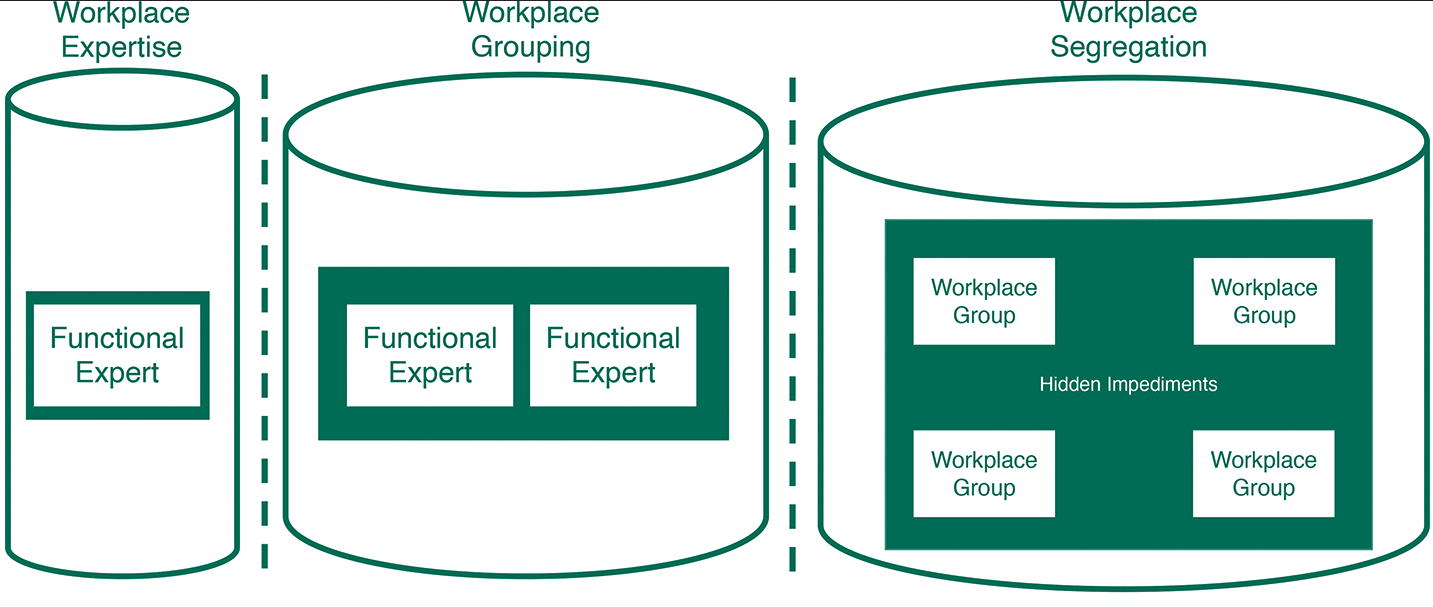 Workplace
Expertise
Workplace
Grouping
Workplace
Segregation
Functional
Expert
Functional
Expert
Functional
Expert
Workplace
Group
Workplace
Group
Hidden Impediments
Workplace
Group
Workplace
Group